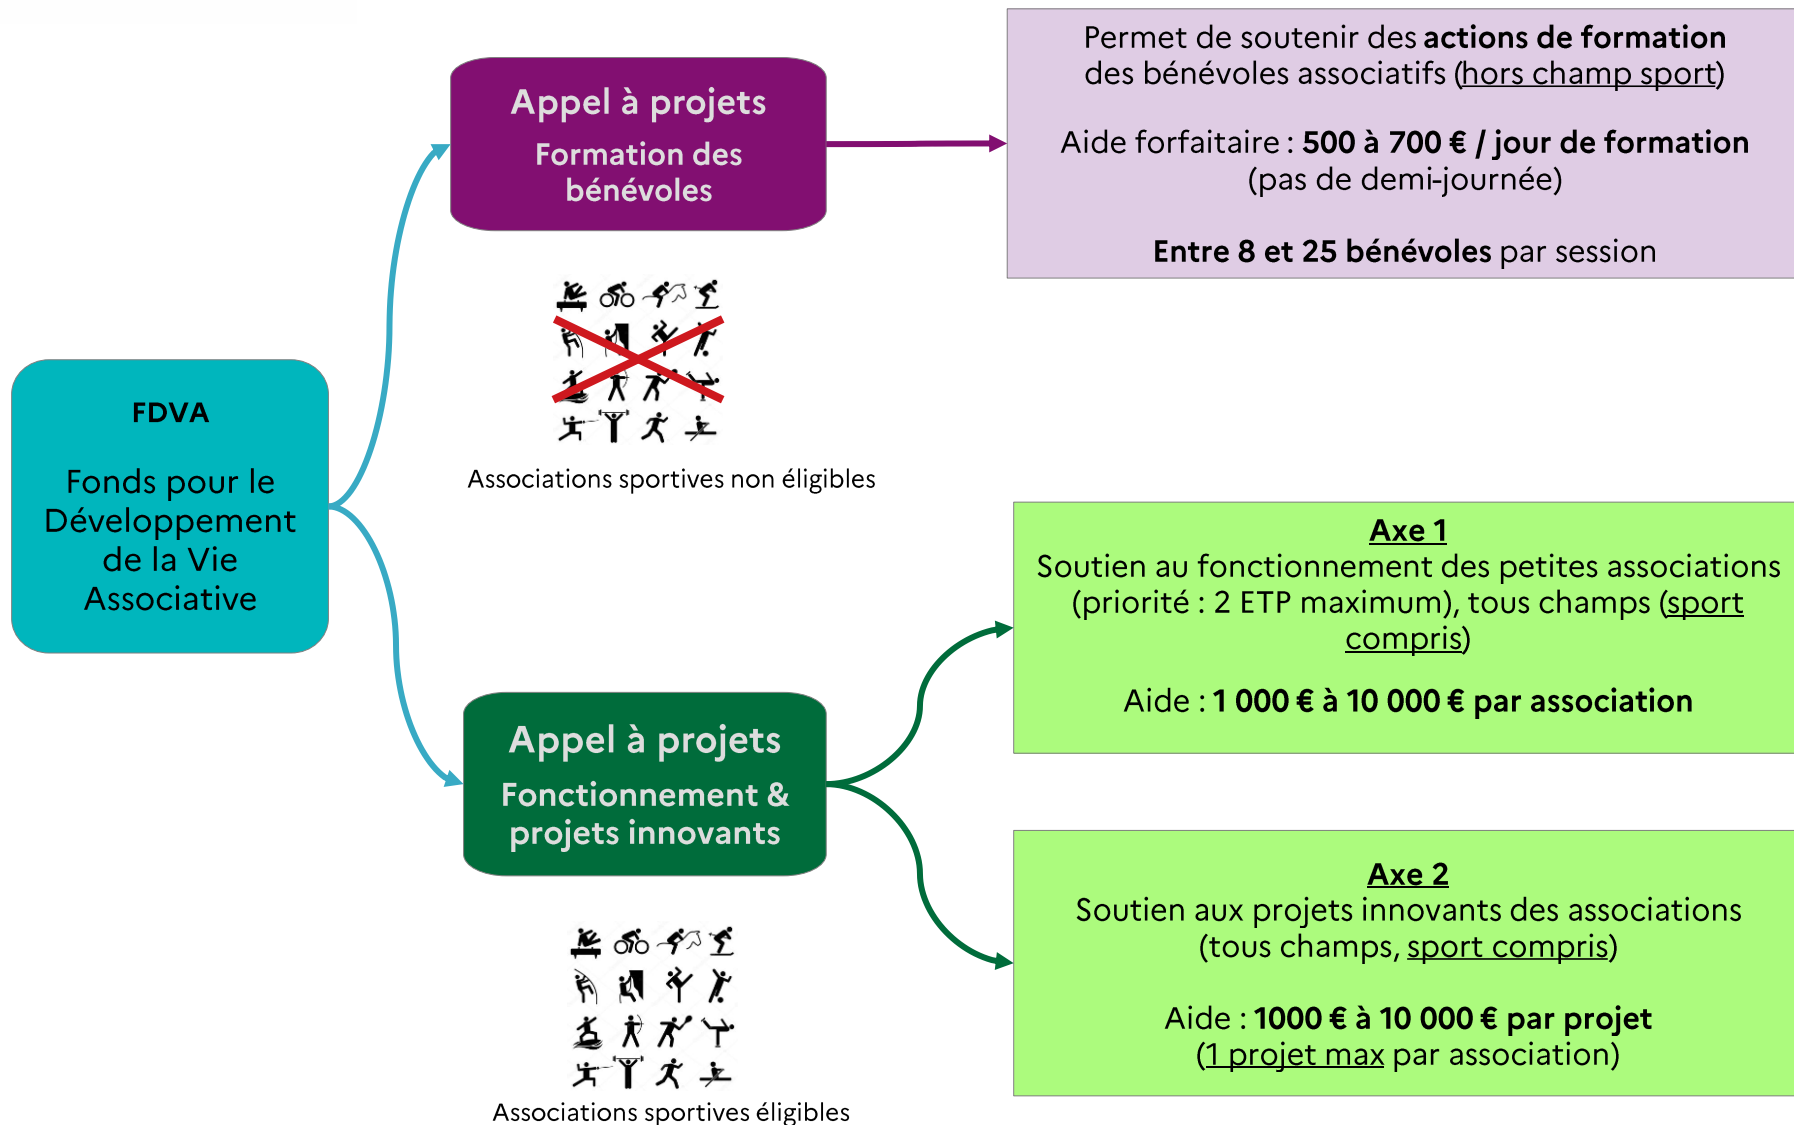 FDVA
Fonds pour le
Développement
de la Vie
Associative
Appel à projets
Formation des
bénévoles
Permet de soutenir des actions de formation
des bénévoles associatifs (hors champ sport)
Aide forfaitaire : 500 à 700 € / jour de formation
(pas de demi-journée)
Entre 8 et 25 bénévoles par session
Associations sportives non éligibles
Appel à projets
Fonctionnement &
projets innovants
Associations sportives éligibles
Axe 1
Soutien au fonctionnement des petites associations
(priorité : 2 ETP maximum), tous champs (sport
compris)
Aide : 1 000 € à 10 000 € par association
Axe 2
Soutien aux projets innovants des associations
(tous champs, sport compris)
Aide : 1000 € à 10 000 € par projet
(1 projet max par association)